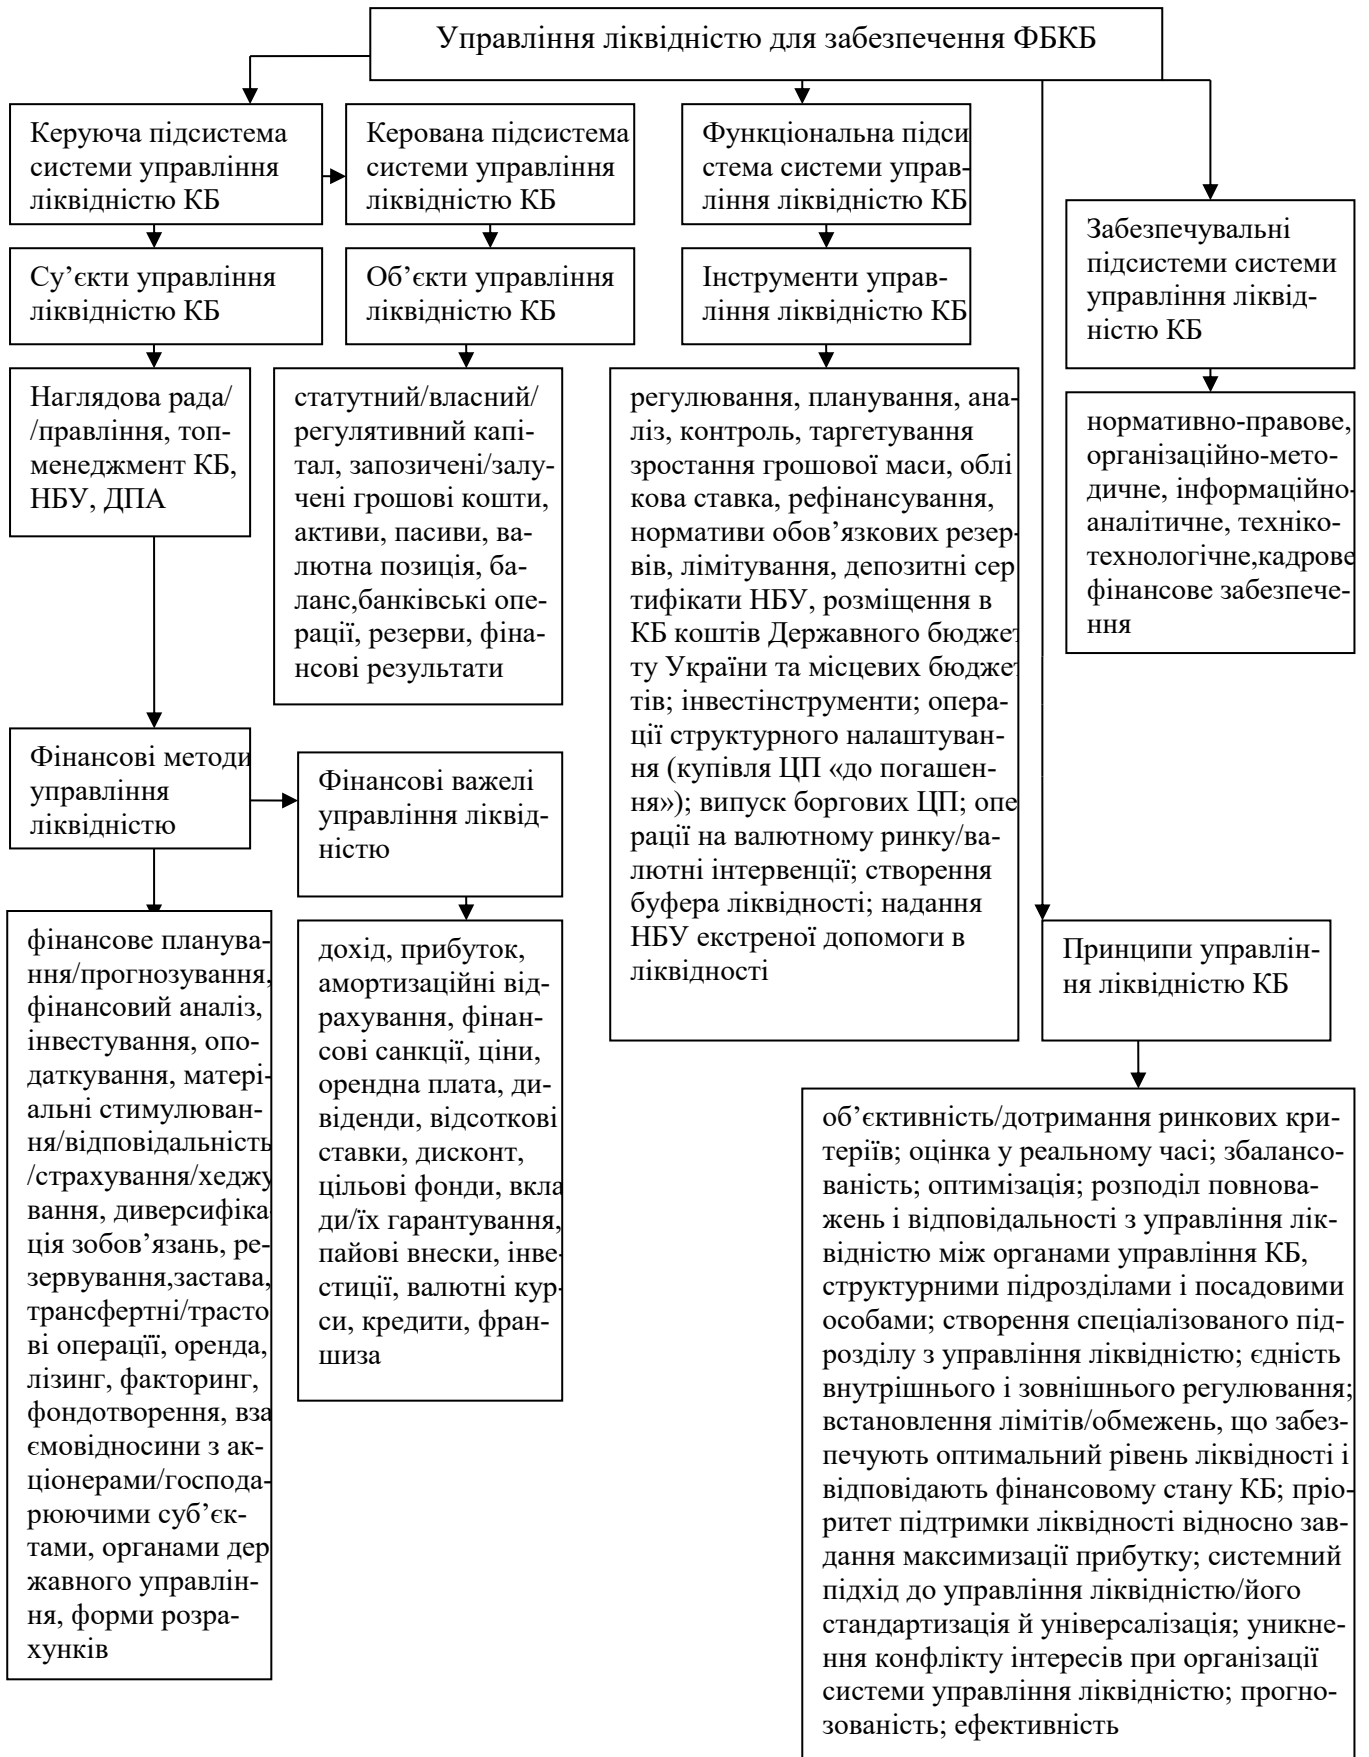 Управління ліквідністю для забезпечення ФБКБ
Керуюча підсистема
системи управління
ліквідністю КБ
Керована підсистема
системи управління
ліквідністю КБ
Функціональна підси
стема системи управ-
ління ліквідністю КБ
Забезпечувальні
підсистеми системи
управління ліквід-
ністю КБ
Су’єкти управління
ліквідністю КБ
Об’єкти управління
ліквідністю КБ
Інструменти управ-
ління ліквідністю КБ
Наглядова рада/
/правління, топ-
менеджмент КБ,
НБУ, ДПА
статутний/власний/
регулятивний капі-
тал, запозичені/залу-
чені грошові кошти,
активи, пасиви, ва-
лютна позиція, ба-
ланс,банківські опе-
рації, резерви, фіна-
нсові результати
регулювання, планування, ана-
ліз, контроль, таргетування
зростання грошової маси, облі
кова ставка, рефінансування,
нормативи обов’язкових резер-
вів, лімітування, депозитні сер
тифікати НБУ, розміщення в
КБ коштів Державного бюджет
ту України та місцевих бюджет
тів; інвестінструменти; опера-
ції структурного налаштуван-
ня (купівля ЦП «до погашен-
ня»); випуск боргових ЦП; опе
рації на валютному ринку/ва-
лютні інтервенції; створення
буфера ліквідності; надання
НБУ екстреної допомоги в
ліквідності
нормативно-правове,
організаційно-мето-
дичне, інформаційно-
аналітичне, техніко-
технологічне,кадрове
фінансове забезпече-
ння
Фінансові методи
управління
ліквідністю
Фінансові важелі
управління ліквід-
ністю
фінансове планува-
ння/прогнозування,
фінансовий аналіз,
інвестування, опо-
даткування, матері-
альні стимулюван-
ня/відповідальність
/страхування/хеджу
вання, диверсифіка
ція зобов’язань, ре-
зервування,застава,
трансфертні/трасто
ві операції, оренда,
лізинг, факторинг,
фондотворення, вза
ємовідносини з ак-
ціонерами/господа-
рюючими суб’єк-
тами, органами дер
жавного управлін-
ня, форми розра-
хунків
дохід, прибуток,
амортизаційні від-
рахування, фінан-
сові санкції, ціни,
орендна плата, ди-
віденди, відсоткові
ставки, дисконт,
цільові фонди, вкла
ди/їх гарантування,
пайові внески, інве-
стиції, валютні кур-
си, кредити, фран-
шиза
Принципи управлін-
ня ліквідністю КБ
об’єктивність/дотримання ринкових кри-
теріїв; оцінка у реальному часі; збалансо-
ваність; оптимізація; розподіл повнова-
жень і відповідальності з управління лік-
відністю між органами управління КБ,
структурними підрозділами і посадовими
особами; створення спеціалізованого під-
розділу з управління ліквідністю; єдність
внутрішнього і зовнішнього регулювання;
встановлення лімітів/обмежень, що забез-
печують оптимальний рівень ліквідності і
відповідають фінансовому стану КБ; пріо-
ритет підтримки ліквідності відносно зав-
дання максимизації прибутку; системний
підхід до управління ліквідністю/його
стандартизація й універсалізація; уникне-
ння конфлікту інтересів при організації
системи управління ліквідністю; прогно-
зованість; ефективність